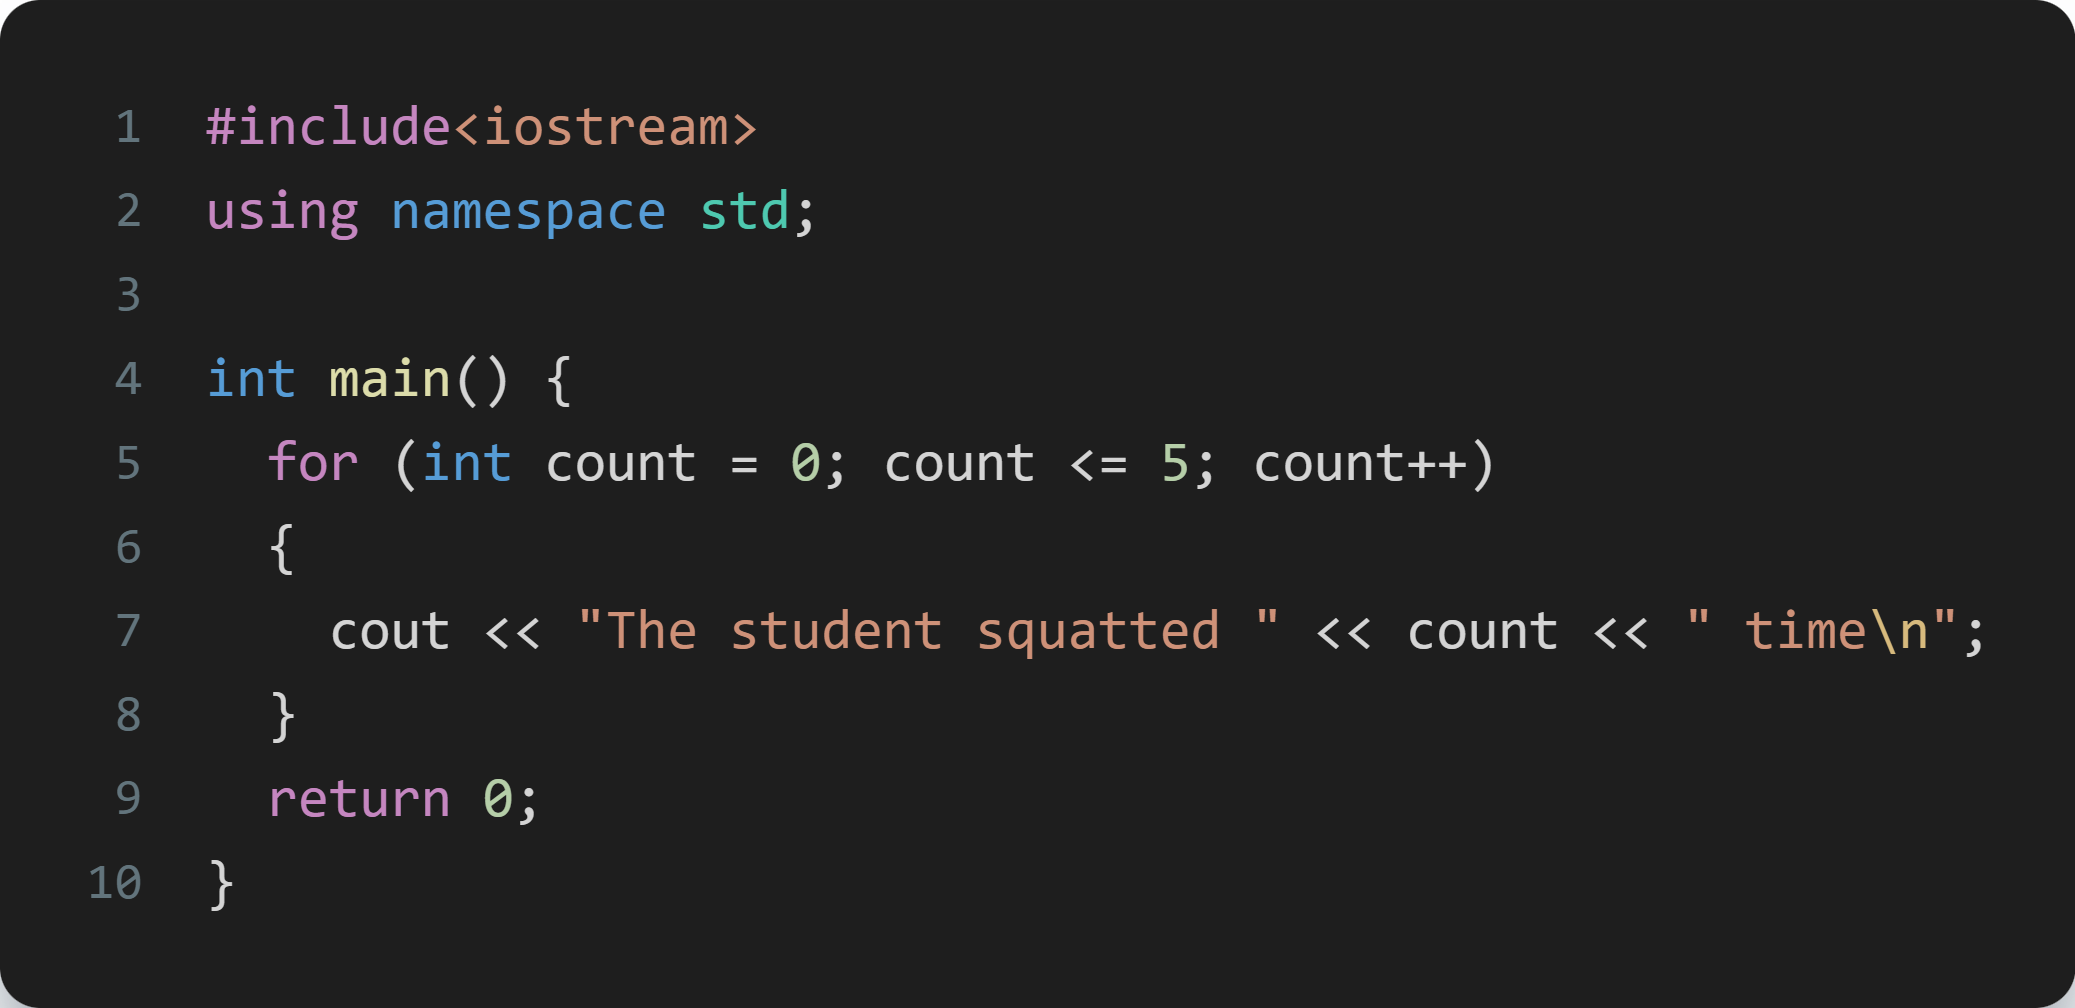 1 #include<iostream>
2 using namespace std;
3
4 int main() {
5   for (int count = 0; count <= 5; count++)
6   {
7     cout << "The student squatted " << count << " time\n";
8   }
9   return 0;
10 }